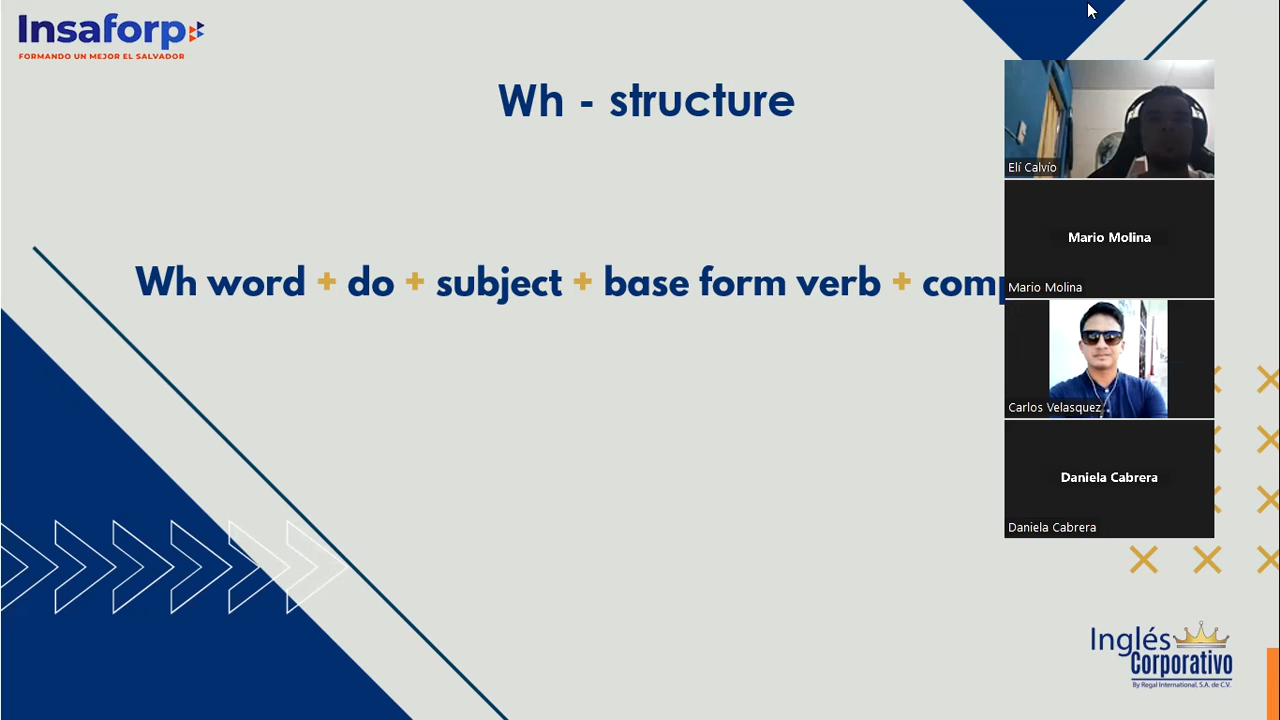 Insaforp
FORMANDO UN MEJOR EL SALVADOR
Wh - structure
Wh word + do + subject + base form verb + comp
Elí Calvío
Mario Molina
Mario Molina
Carlos Velasquez
Daniela Cabrera
Daniela Cabrera
Inglés
Corporativo
By Regal International, S.A. de C.V.